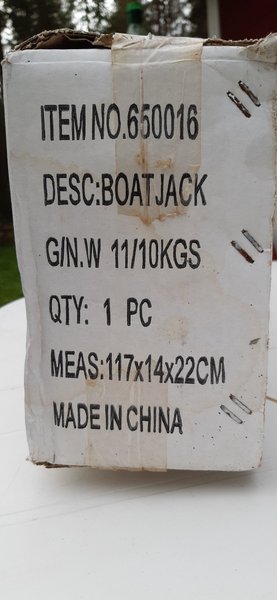 ITEM NO.650016
DESC:BOATJACK
G/N.W 11/10KGS
QTY: 1 PC
MEAS:117x14x22CM
MADE IN CHINA